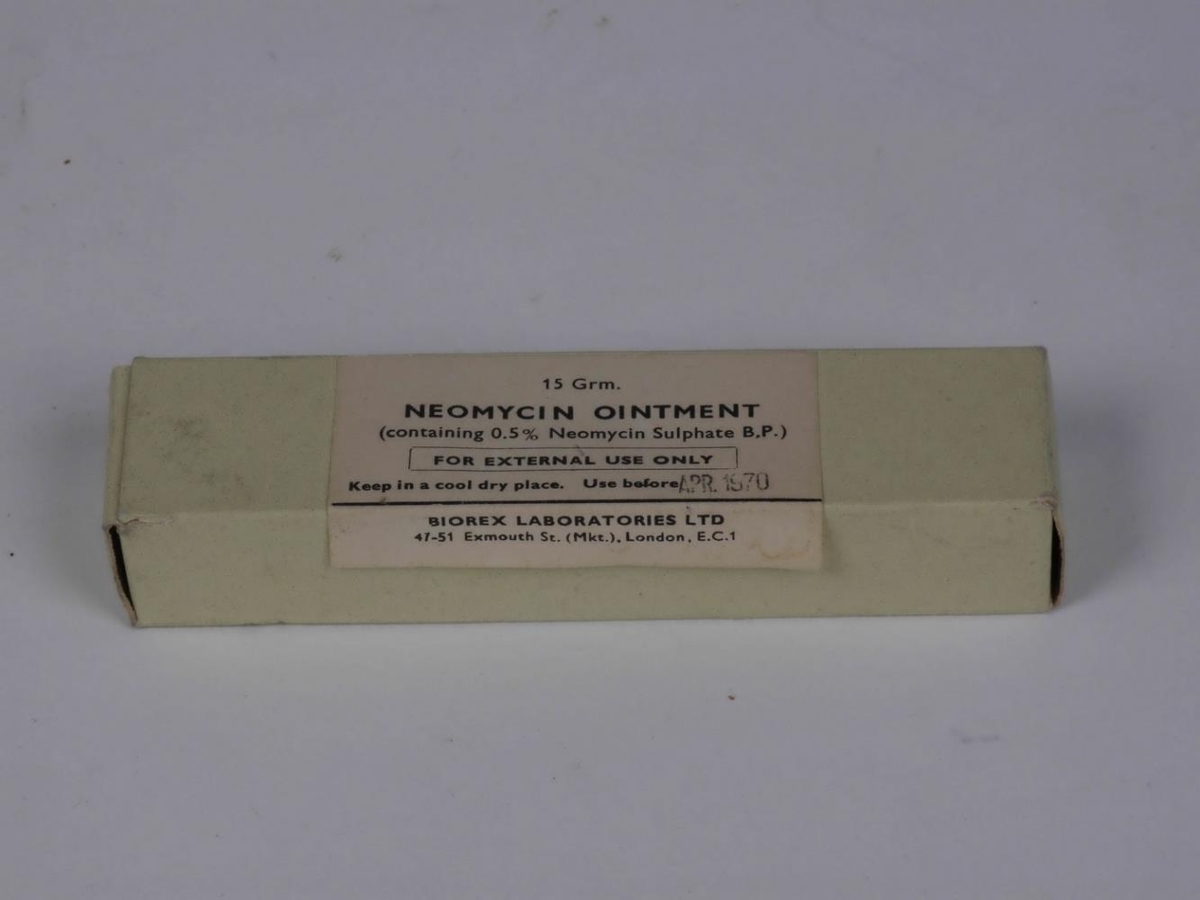 15 Grm.
NEOMYCIN OINTMENT
(containing 0.5% Neomycin Sulphate B.P.)
FOR EXTERNAL USE ONLY
Keep in a cool dry place. Use before APR. 1970
BIOREX LABORATORIES LTD
47-51 Exmouth St. (Mkt.), London, E.C.1